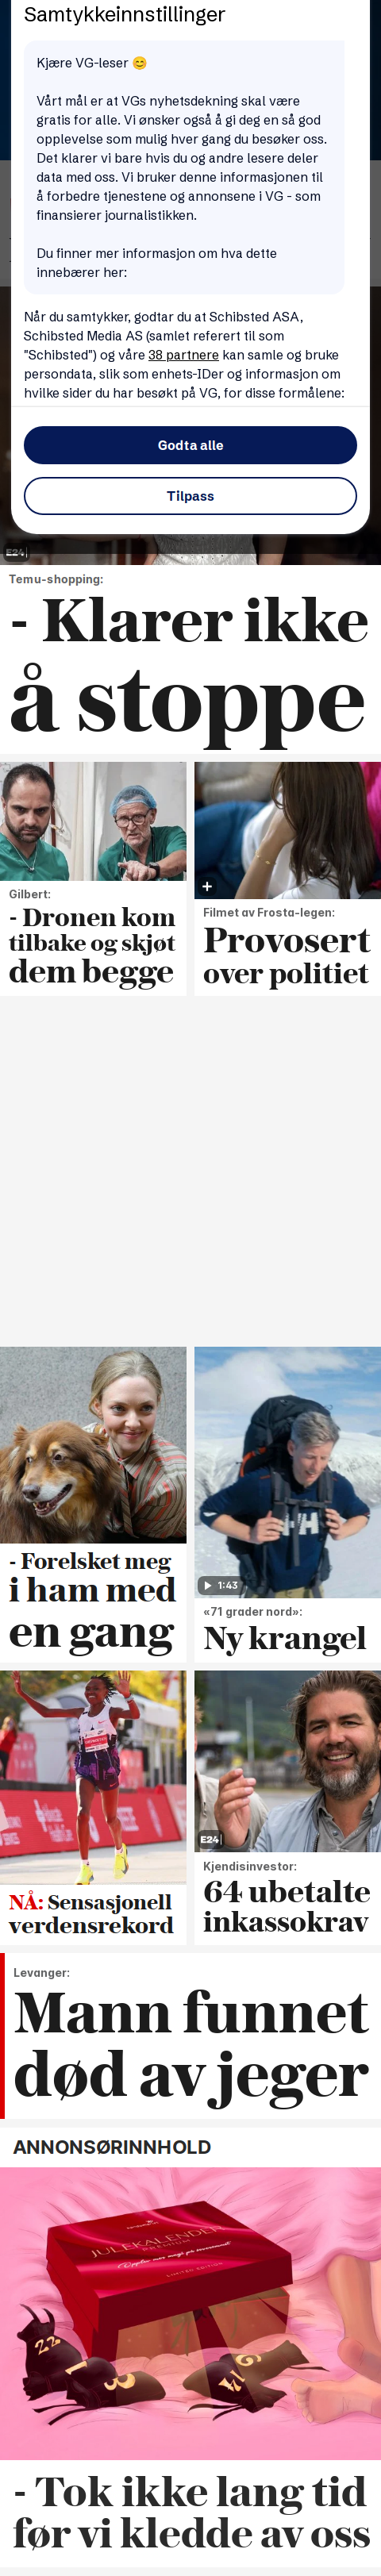 Samtykkeinnstillinger
Kjære VG-leser 😊
Vårt mål er at VGs nyhetsdekning skal være
gratis for alle. Vi ønsker også å gi deg en så god
opplevelse som mulig hver gang du besøker oss.
Det klarer vi bare hvis du og andre lesere deler
data med oss. Vi bruker denne informasjonen til
å forbedre tjenestene og annonsene i VG - som
finansierer journalistikken.
Du finner mer informasjon om hva dette
innebærer her:
Når du samtykker, godtar du at Schibsted ASA,
Schibsted Media AS (samlet referert til som
"Schibsted") og våre 38 partnere kan samle og bruke
persondata, slik som enhets-IDer og informasjon om
hvilke sider du har besøkt på VG, for disse formålene:
Godta alle
Tilpass
E24
Temu-shopping:
- Klarer ikke
å stoppe
Gilbert:
- Dronen kom
tilbake og skjøt
dem begge
Filmet av Frosta-legen:
Provosert
over politiet
- Forelsket meg
i ham med
en gang
1:43
«71 grader nord»:
Ny krangel
NÅ: Sensasjonell
verdensrekord
E24
Kjendisinvestor:
64 ubetalte
inkassokrav
Levanger:
Mann funnet
død av jeger
ANNONSØRINNHOLD
JULEKALENDER
PREMIUM
LIMITED EDITION
22
1
3
- Tok ikke lang tid
før vi kledde av oss